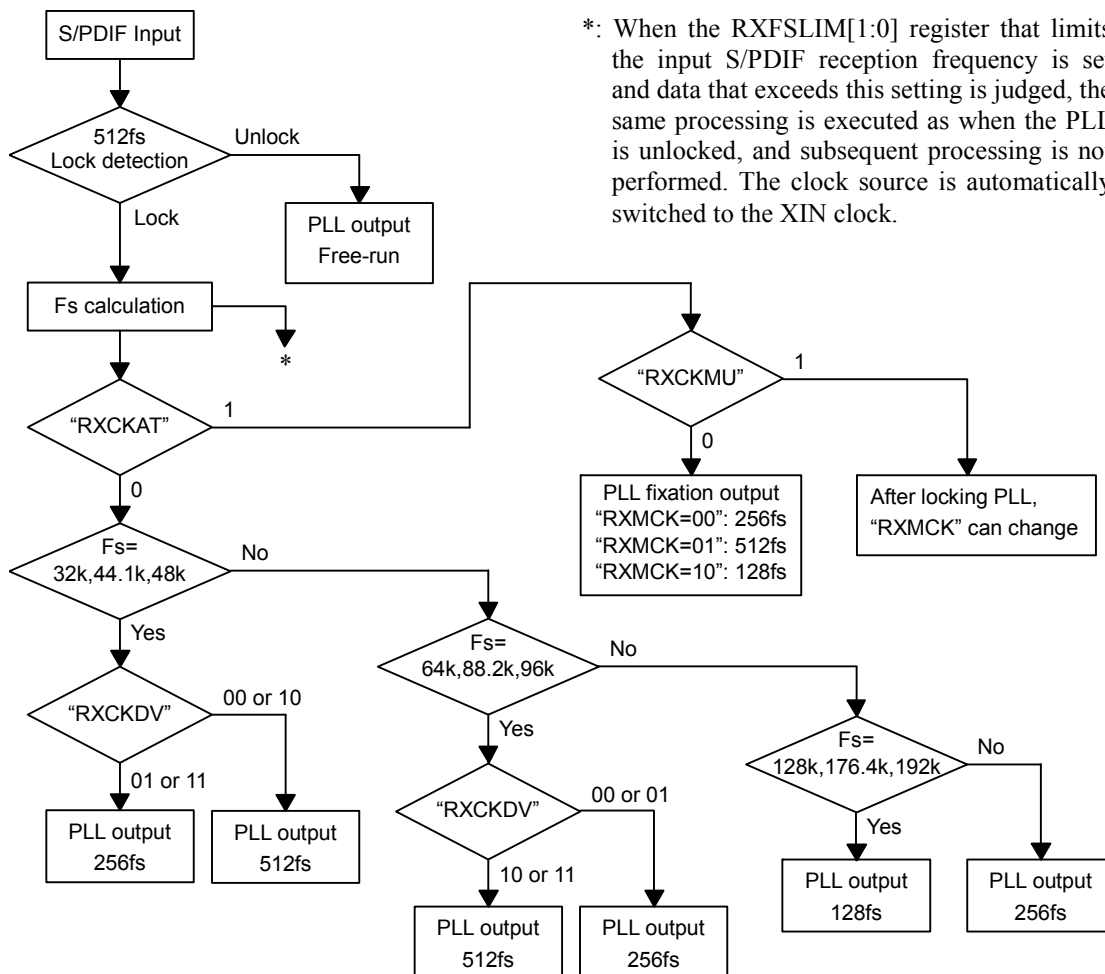 S/PDIF Input
*: When the RXFSLIM[1:0] register that limits
the input S/PDIF reception frequency is se
and data that exceeds this setting is judged, the
same processing is executed as when the PLL
is unlocked, and subsequent processing is no
performed. The clock source is automatically
switched to the XIN clock.
512fs
Lock detection
Unlock
Lock
PLL output
Free-run
Fs calculation
*
“RXCKAT”
1
0
“RXCKMU”
1
0
PLL fixation output
“RXMCK=00”: 256fs
“RXMCK=01”: 512fs
“RXMCK=10”: 128fs
After locking PLL,
“RXMCK” can change
Fs=
32k,44.1k,48k
No
Yes
Fs=
64k,88.2k,96k
No
Yes
“RXCKDV”
00 or 10
01 or 11
Fs=
128k,176.4k,192k
No
Yes
“RXCKDV”
00 or 01
10 or 11
PLL output
256fs
PLL output
512fs
PLL output
128fs
PLL output
256fs
PLL output
512fs
PLL output
256fs